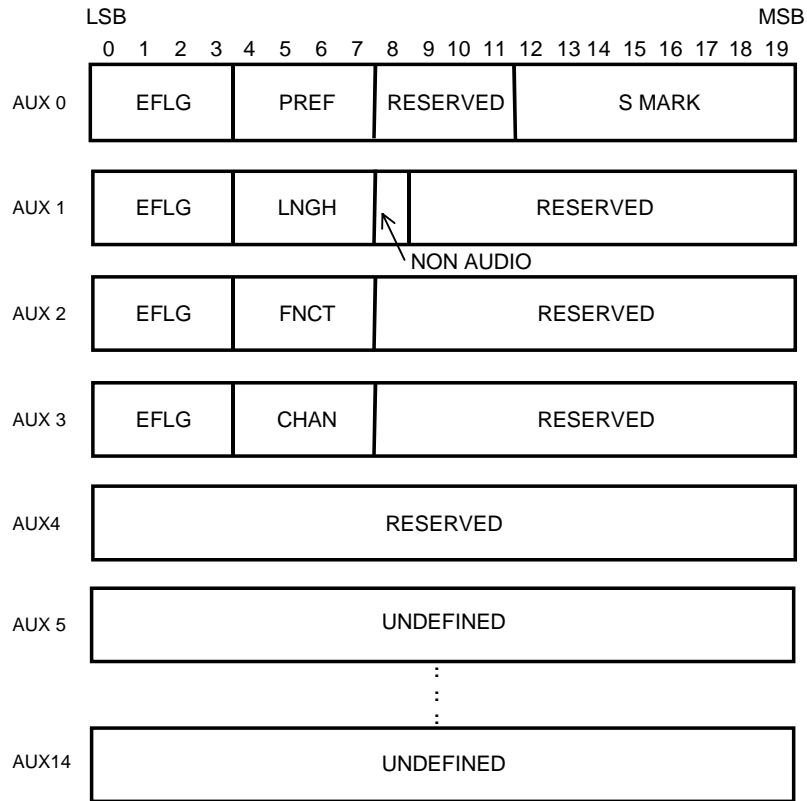 LSB MSB
0 1 2 3 4 5 6 7 8 9 10 11 12 13 14 15 16 17 18 19
AUX 0 EFLG PREF RESERVED S MARK
AUX 1 EFLG LNGH RESERVED
NON AUDIO
AUX 2 EFLG FNCT RESERVED
AUX 3 EFLG CHAN RESERVED
AUX4 RESERVED
AUX 5 UNDEFINED
AUX14 UNDEFINED